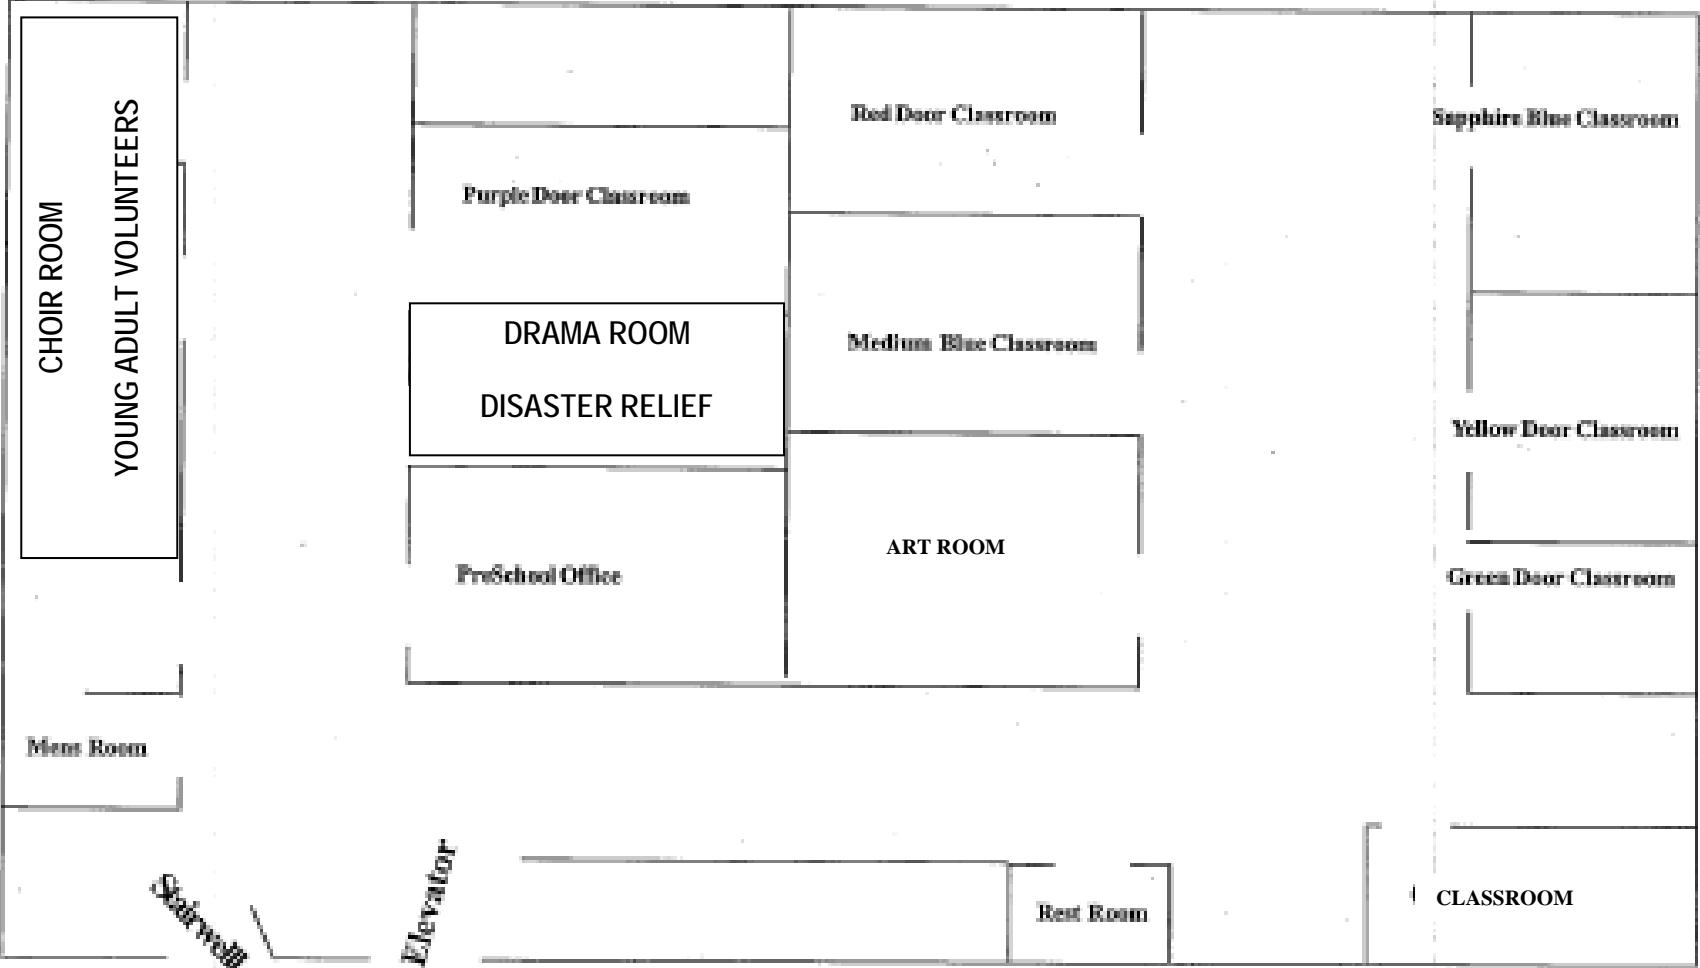 CHOIR ROOM
YOUNG ADULT VOLUNTEERS
Purple Door Classroom
DRAMA ROOM
DISASTER RELIEF
PreSchool Office
Red Door Classroom
Medium Blue Classroom
ART ROOM
Sapphire Blue Classroom
Yellow Door Classroom
Green Door Classroom
Mens Room
Stairwell
Elevator
Rest Room
CLASSROOM